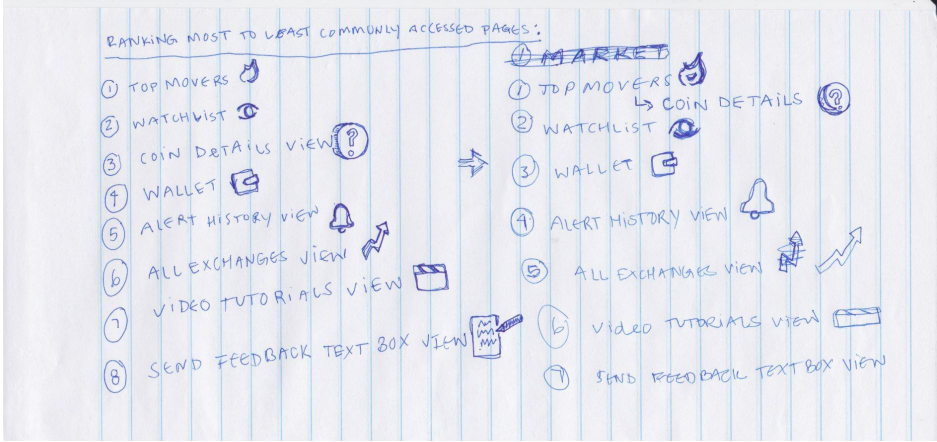 RANKING MOST TO LEAST COMMONLY ACCESSED PAGES:
① TOP MOVERS
② WATCHLIST
③ COIN DETAILS VIEW ?
④ WALLET
⑤ ALERT HISTORY VIEW
⑥ ALL EXCHANGES VIEW
⑦ VIDEO TUTORIALS VIEW
⑧ SEND FEEDBACK TEXT BOX VIEW
① MARKET
① TOP MOVERS
↳ COIN DETAILS ?
② WATCHLIST
③ WALLET
④ ALERT HISTORY VIEW
⑤ ALL EXCHANGES VIEW
⑥ VIDEO TUTORIALS VIEW
⑦ SEND FEEDBACK TEXTBOX VIEW